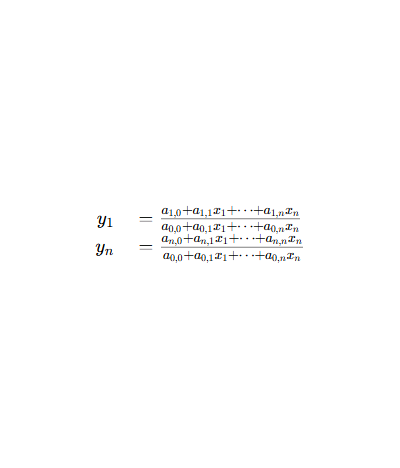 y_1 = \frac{a_{1,0}+a_{1,1}x_1+\cdots+a_{1,n}x_n}{a_{0,0}+a_{0,1}x_1+\cdots+a_{0,n}x_n}
y_n = \frac{a_{n,0}+a_{n,1}x_1+\cdots+a_{n,n}x_n}{a_{0,0}+a_{0,1}x_1+\cdots+a_{0,n}x_n}